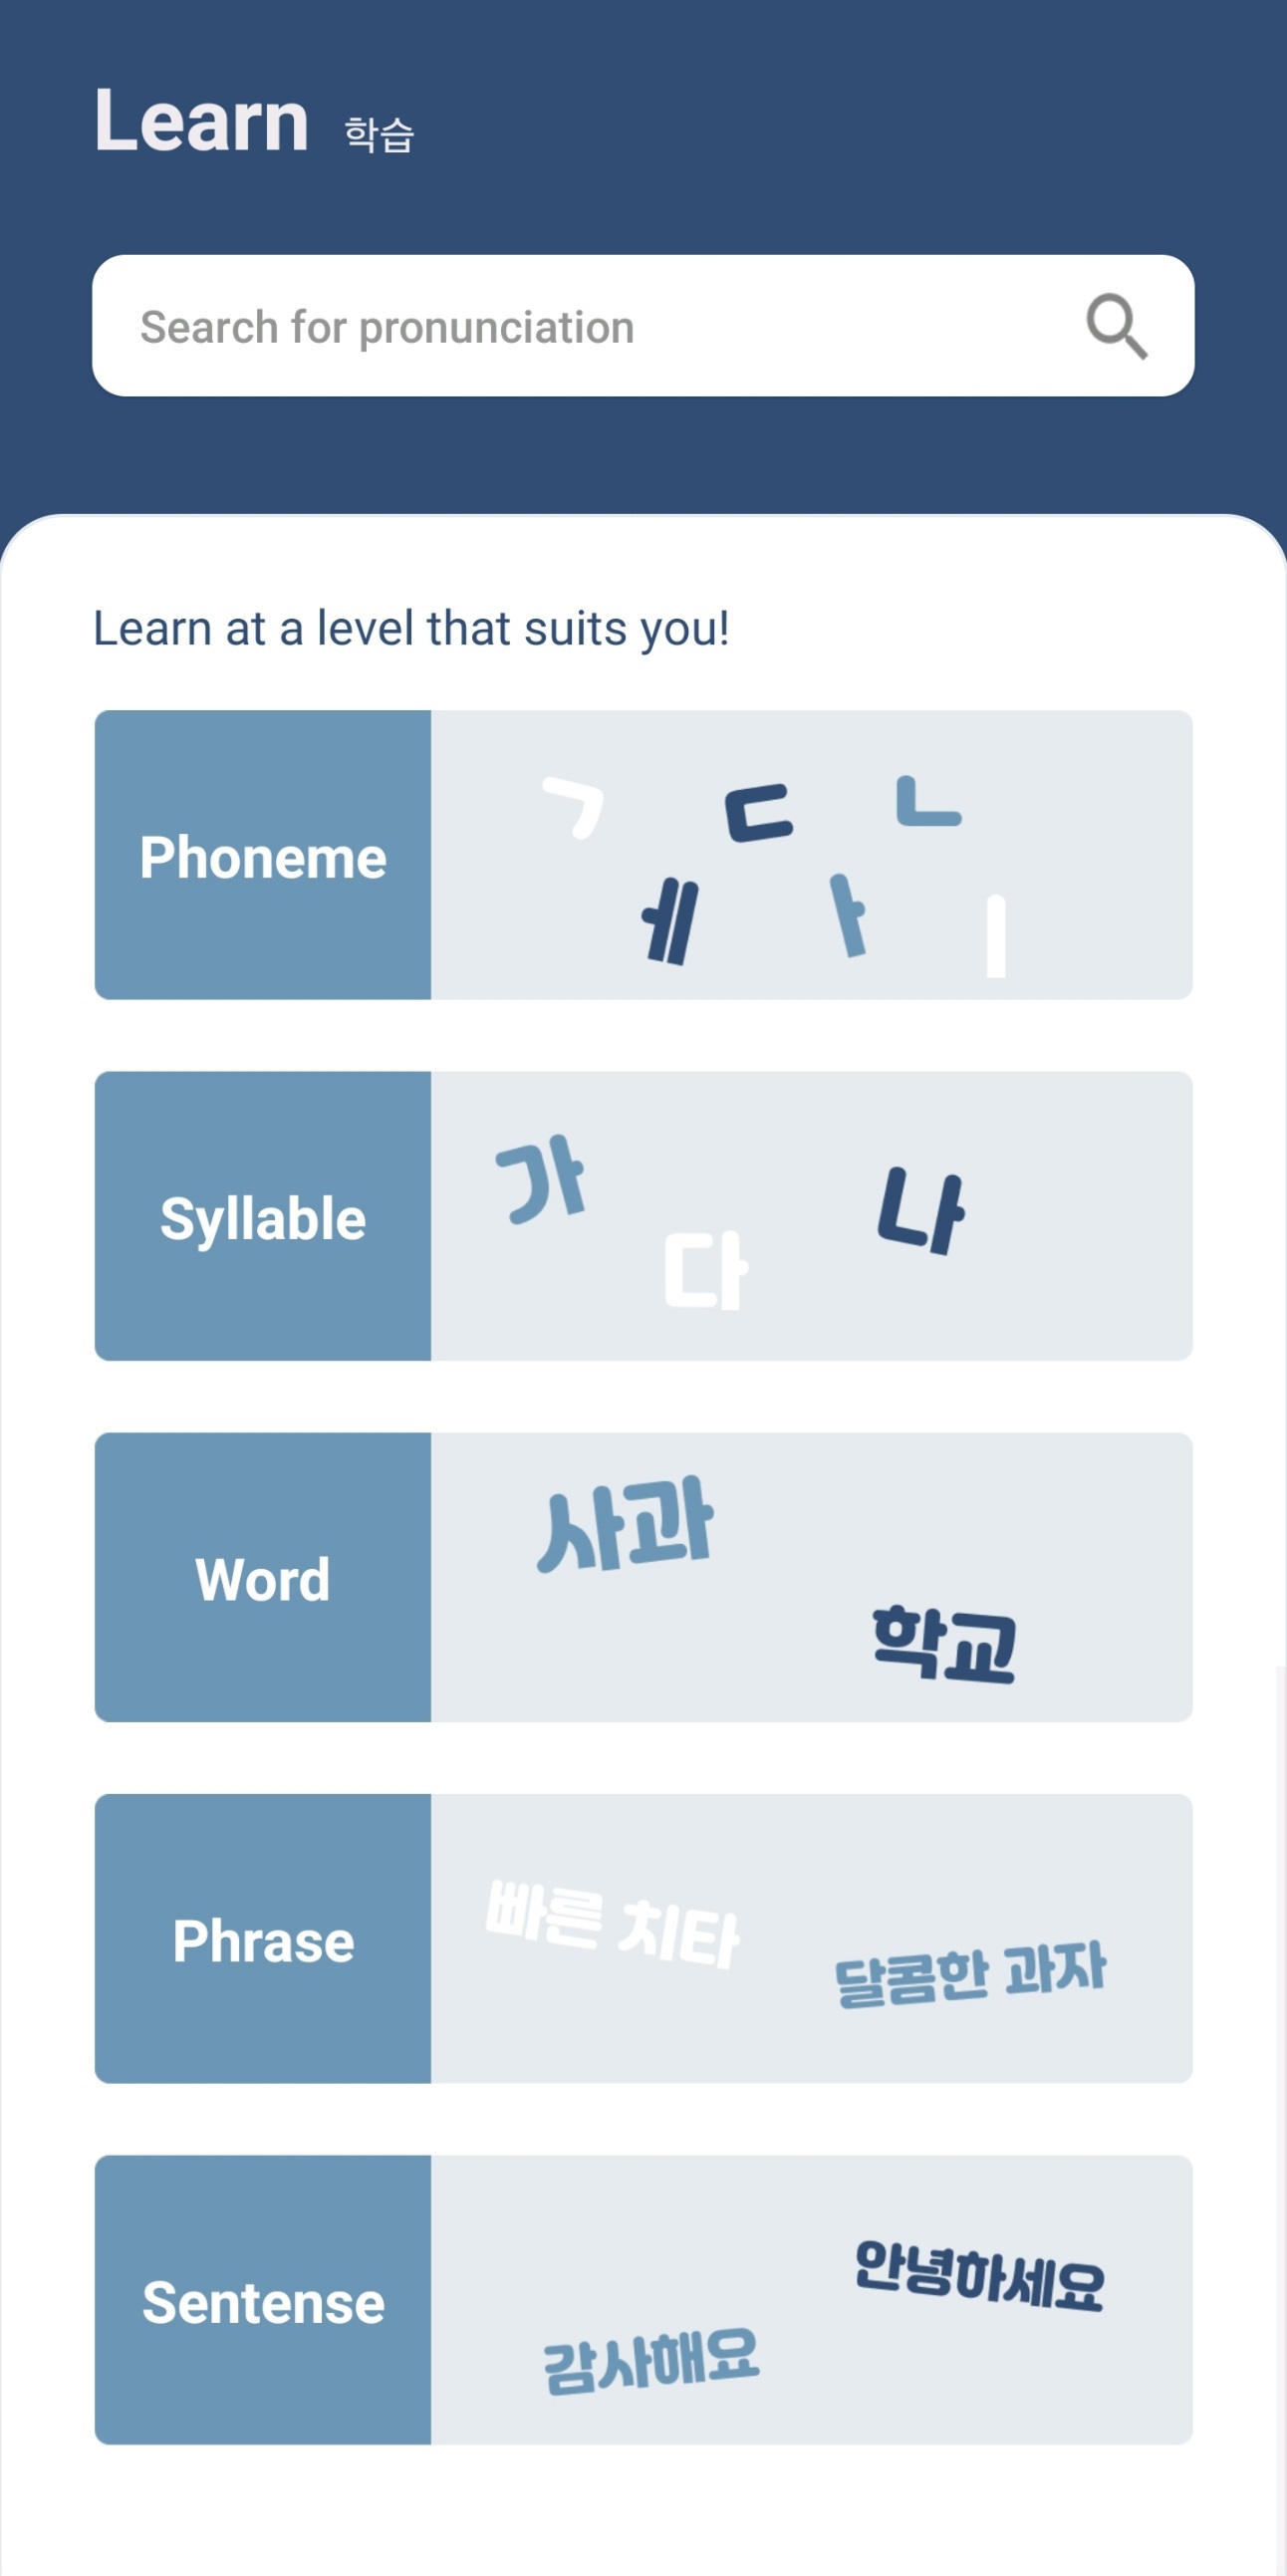 Learn 학습
Search for pronunciation
Learn at a level that suits you!
Phoneme
ㄱ ㄷ ㄴ
ㅔ ㅏ ㅣ
Syllable
가 나
다
Word
사과
학교
Phrase
빠른 치타
달콤한 과자
Sentense
안녕하세요
감사해요